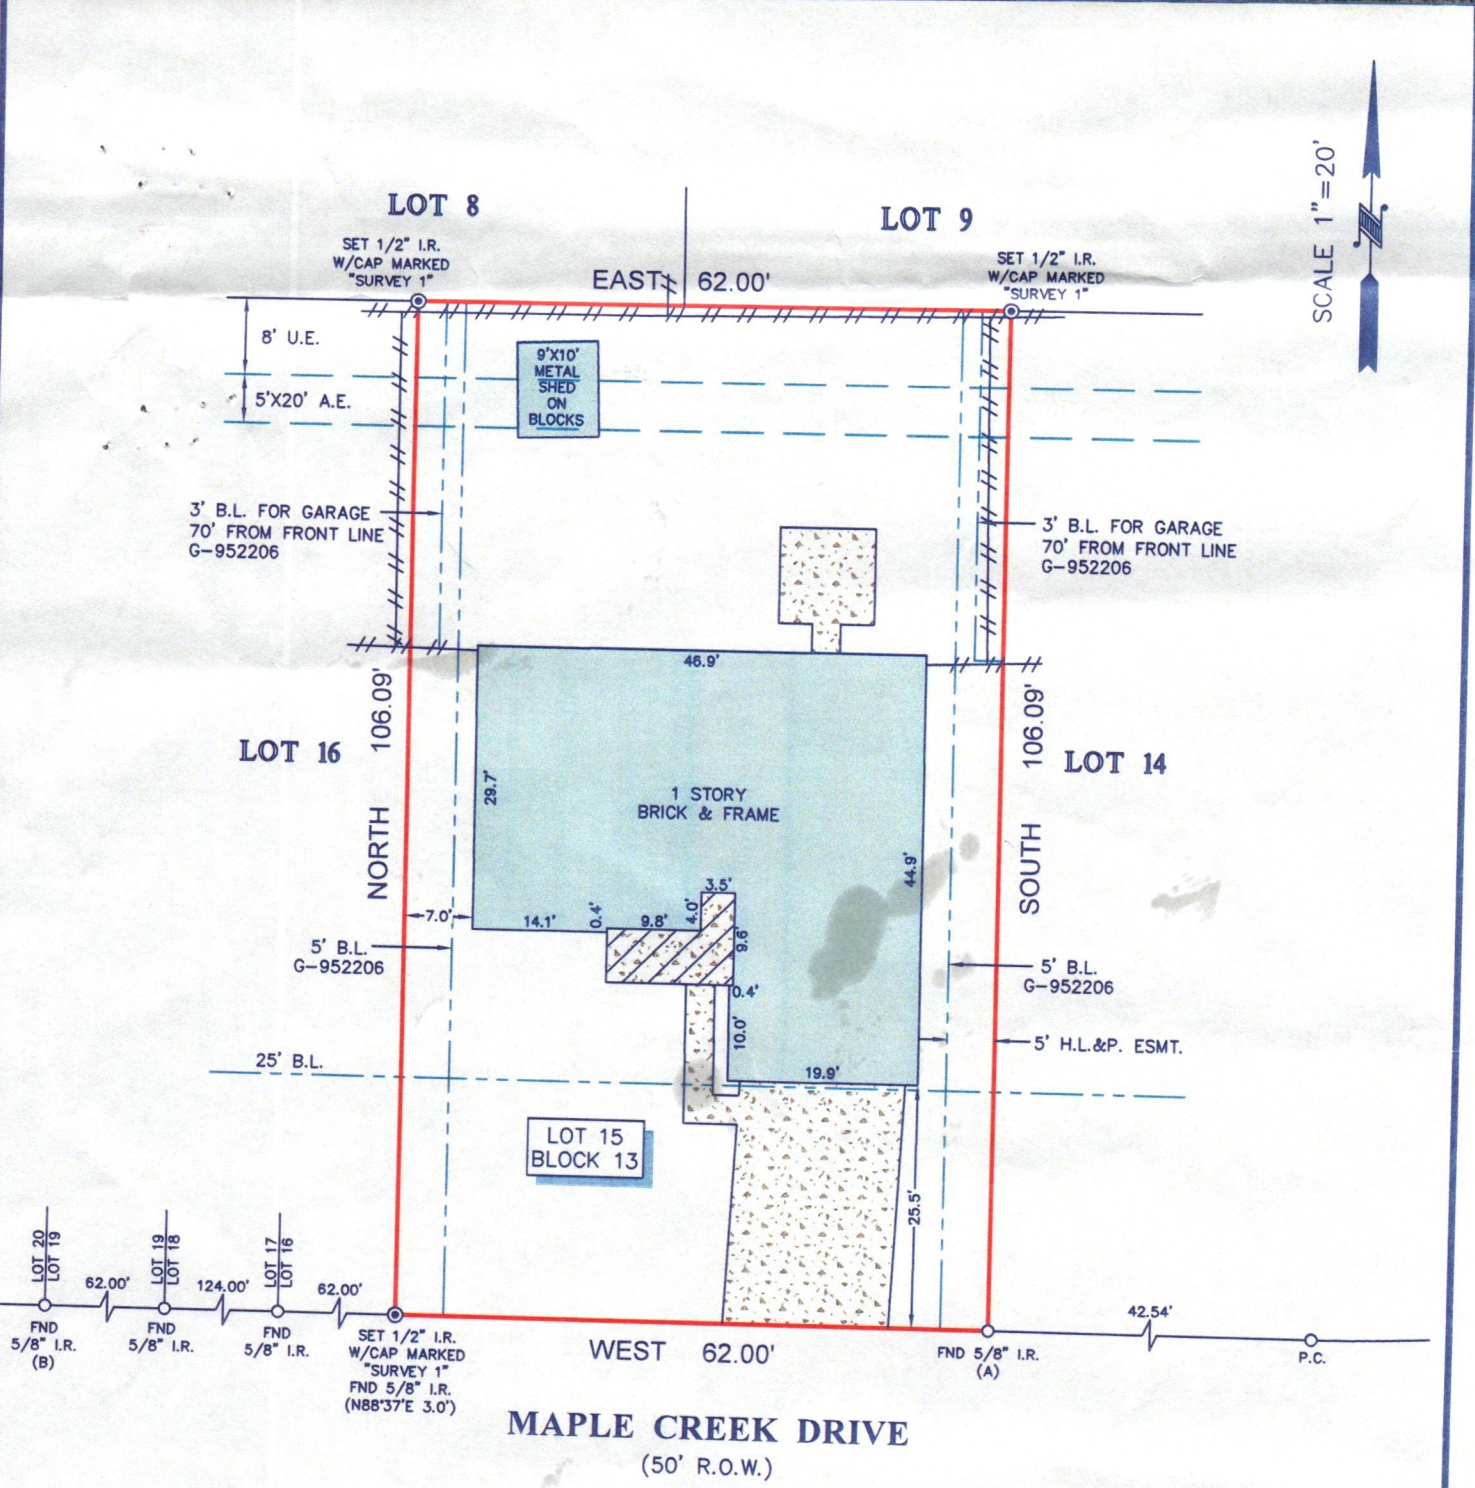 SCALE 1"=20'
LOT 8
LOT 9
SET 1/2" I.R.
W/CAP MARKED
"SURVEY 1"
SET 1/2" I.R.
W/CAP MARKED
"SURVEY 1"
EAST 62.00'
8' U.E.
5'X20' A.E.
9'X10'
METAL
SHED
ON
BLOCKS
3' B.L. FOR GARAGE
70' FROM FRONT LINE
G-952206
3' B.L. FOR GARAGE
70' FROM FRONT LINE
G-952206
46.9'
NORTH 106.09'
SOUTH 106.09'
LOT 16
LOT 14
29.7'
1 STORY
BRICK & FRAME
44.9'
3.5'
7.0'
14.1'
0.4'
9.8'
4.0'
9.6'
5' B.L.
G-952206
5' B.L.
G-952206
0.4'
10.0'
5' H.L.&P. ESMT.
25' B.L.
19.9'
LOT 15
BLOCK 13
25.5'
LOT 20
LOT 19
62.00'
LOT 19
LOT 18
124.00'
LOT 17
LOT 16
62.00'
42.54'
FND
5/8" I.R.
(B)
FND
5/8" I.R.
FND
5/8" I.R.
SET 1/2" I.R.
W/CAP MARKED
"SURVEY 1"
FND 5/8" I.R.
(N88°37'E 3.0')
WEST 62.00'
FND 5/8" I.R.
(A)
P.C.
MAPLE CREEK DRIVE
(50' R.O.W.)